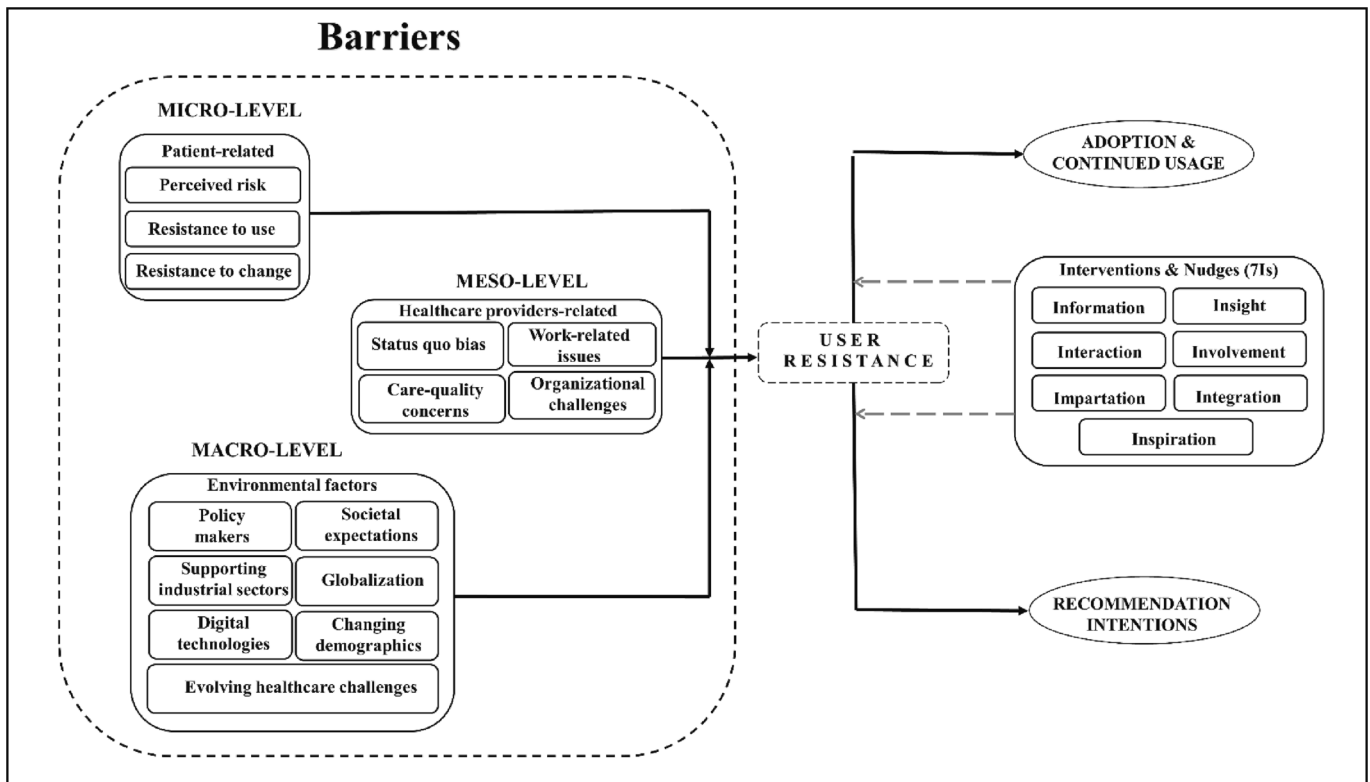 Barriers
MICRO-LEVEL
Patient-related
Perceived risk
Resistance to use
Resistance to change
MESO-LEVEL
Healthcare providers-related
Status quo bias
Work-related
issues
Care-quality
concerns
Organizational
challenges
MACRO-LEVEL
Environmental factors
Policy
makers
Societal
expectations
Supporting
industrial sectors
Globalization
Digital
technologies
Changing
demographics
Evolving healthcare challenges
USER
RESISTANCE
ADOPTION &
CONTINUED USAGE
Interventions & Nudges (7Is)
Information
Insight
Interaction
Involvement
Impartation
Integration
Inspiration
RECOMMENDATION
INTENTIONS